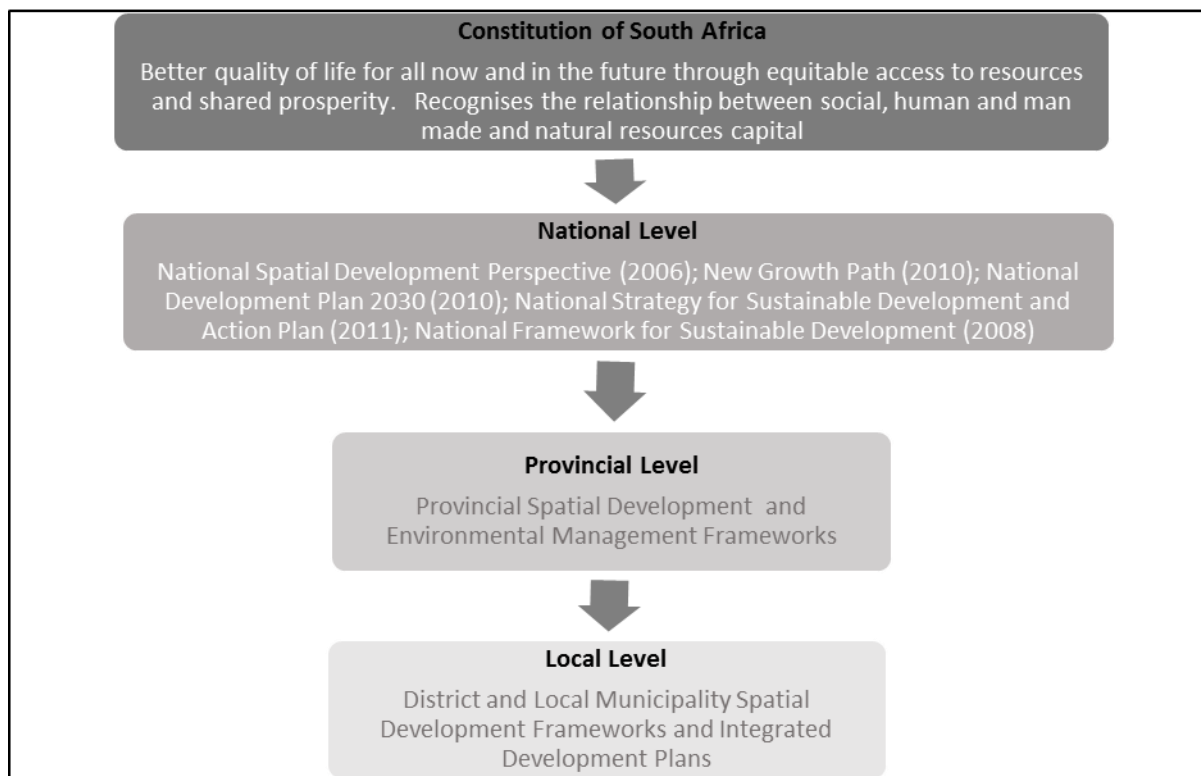 Constitution of South Africa
Better quality of life for all now and in the future through equitable access to resources
and shared prosperity.   Recognises the relationship between social, human and man
made and natural resources capital
National Level
National Spatial Development Perspective (2006); New Growth Path (2010); National
Development Plan 2030 (2010); National Strategy for Sustainable Development and
Action Plan (2011); National Framework for Sustainable Development (2008)
Provincial Level
Provincial Spatial Development  and
Environmental Management Frameworks
Local Level
District and Local Municipality Spatial
Development Frameworks and Integrated
Development Plans